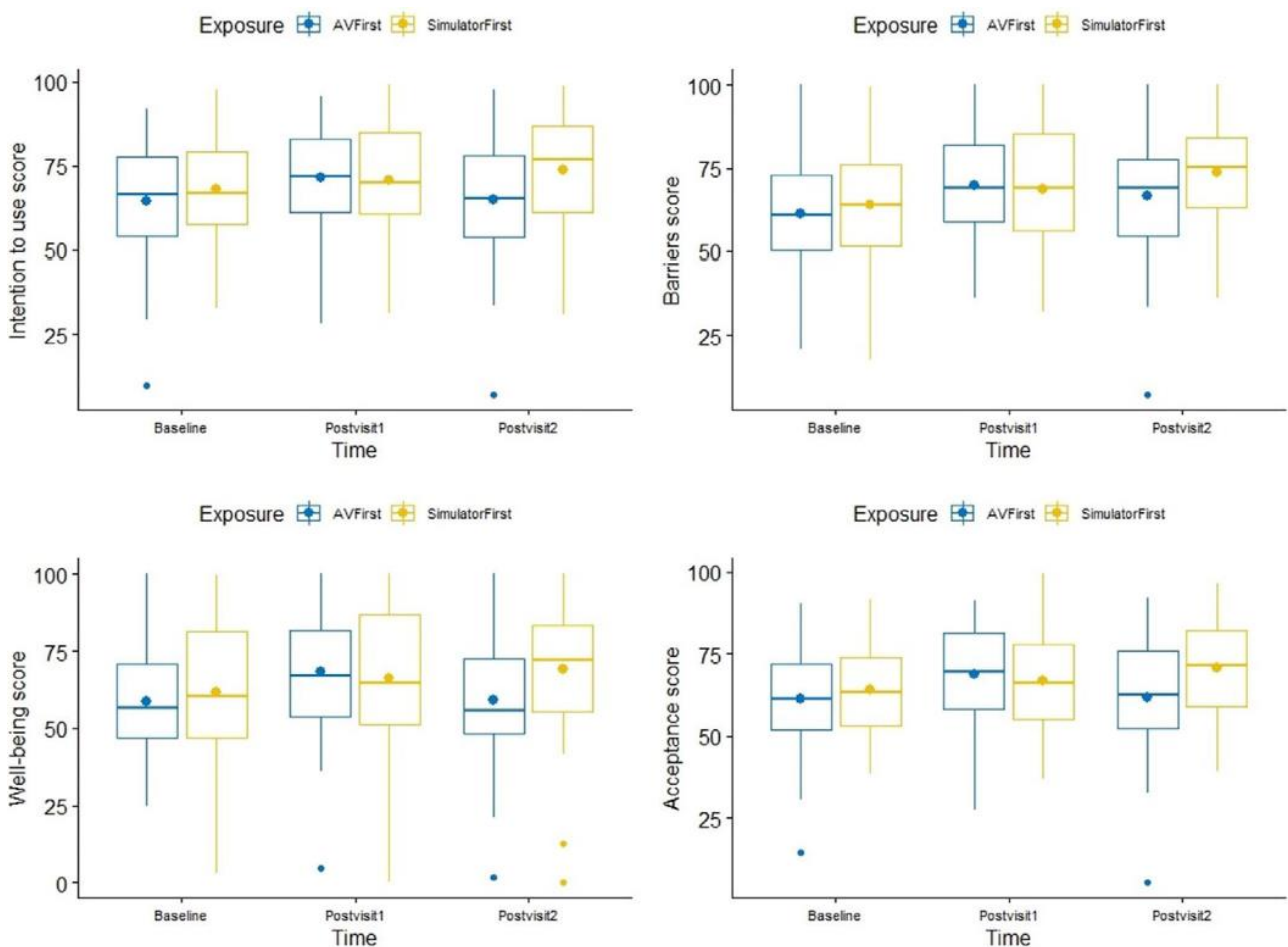 Exposure AVFirst SimulatorFirst
Intention to use score
100
75
50
25
Baseline Postvisit1 Postvisit2
Time
Exposure AVFirst SimulatorFirst
Barriers score
100
75
50
25
Baseline Postvisit1 Postvisit2
Time
Exposure AVFirst SimulatorFirst
Well-being score
100
75
50
25
0
Baseline Postvisit1 Postvisit2
Time
Exposure AVFirst SimulatorFirst
Acceptance score
100
75
50
25
Baseline Postvisit1 Postvisit2
Time